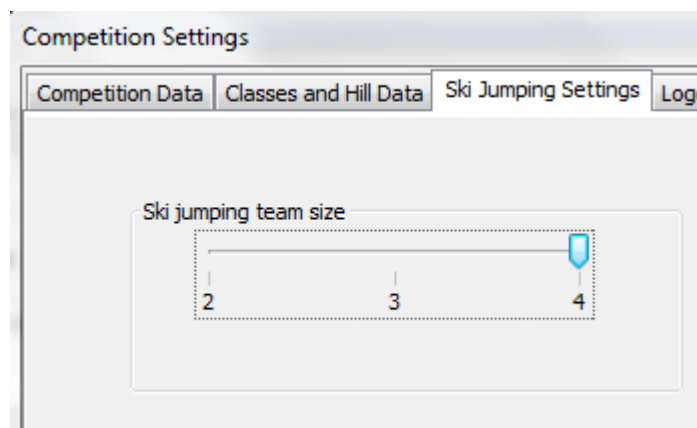 Competition Settings
Competition Data Classes and Hill Data Ski Jumping Settings
Ski jumping team size
2 3 4